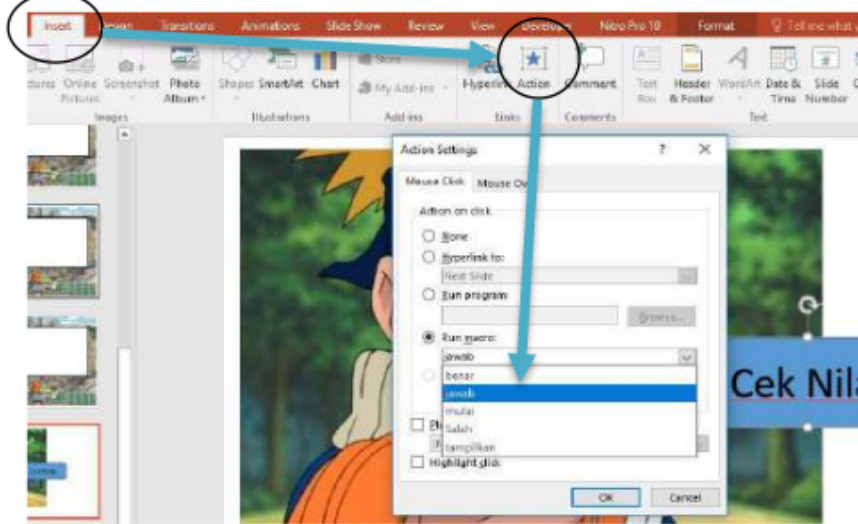 Insert Design Transitions Animations Slide Show Review View Developer Nitro Pro 10 Format Tell me what
Online Pictures
Screenshot
Photo Album
Shapes
SmartArt
Chart
Store
My Add-ins
Hyperlink
Action
Comment
Text Box
Header & Footer
WordArt
Date & Time
Slide Number
Images Illustrations Add-ins Links Comments Text
Action Settings ? ×
Mouse Click
Action on click
None
Hyperlink to:
Next Slide
Run program:
Browse...
Run macro:
jawab
benar
jawab
mulai
Salah
tampilkan
Highlight click
OK Cancel
Cek